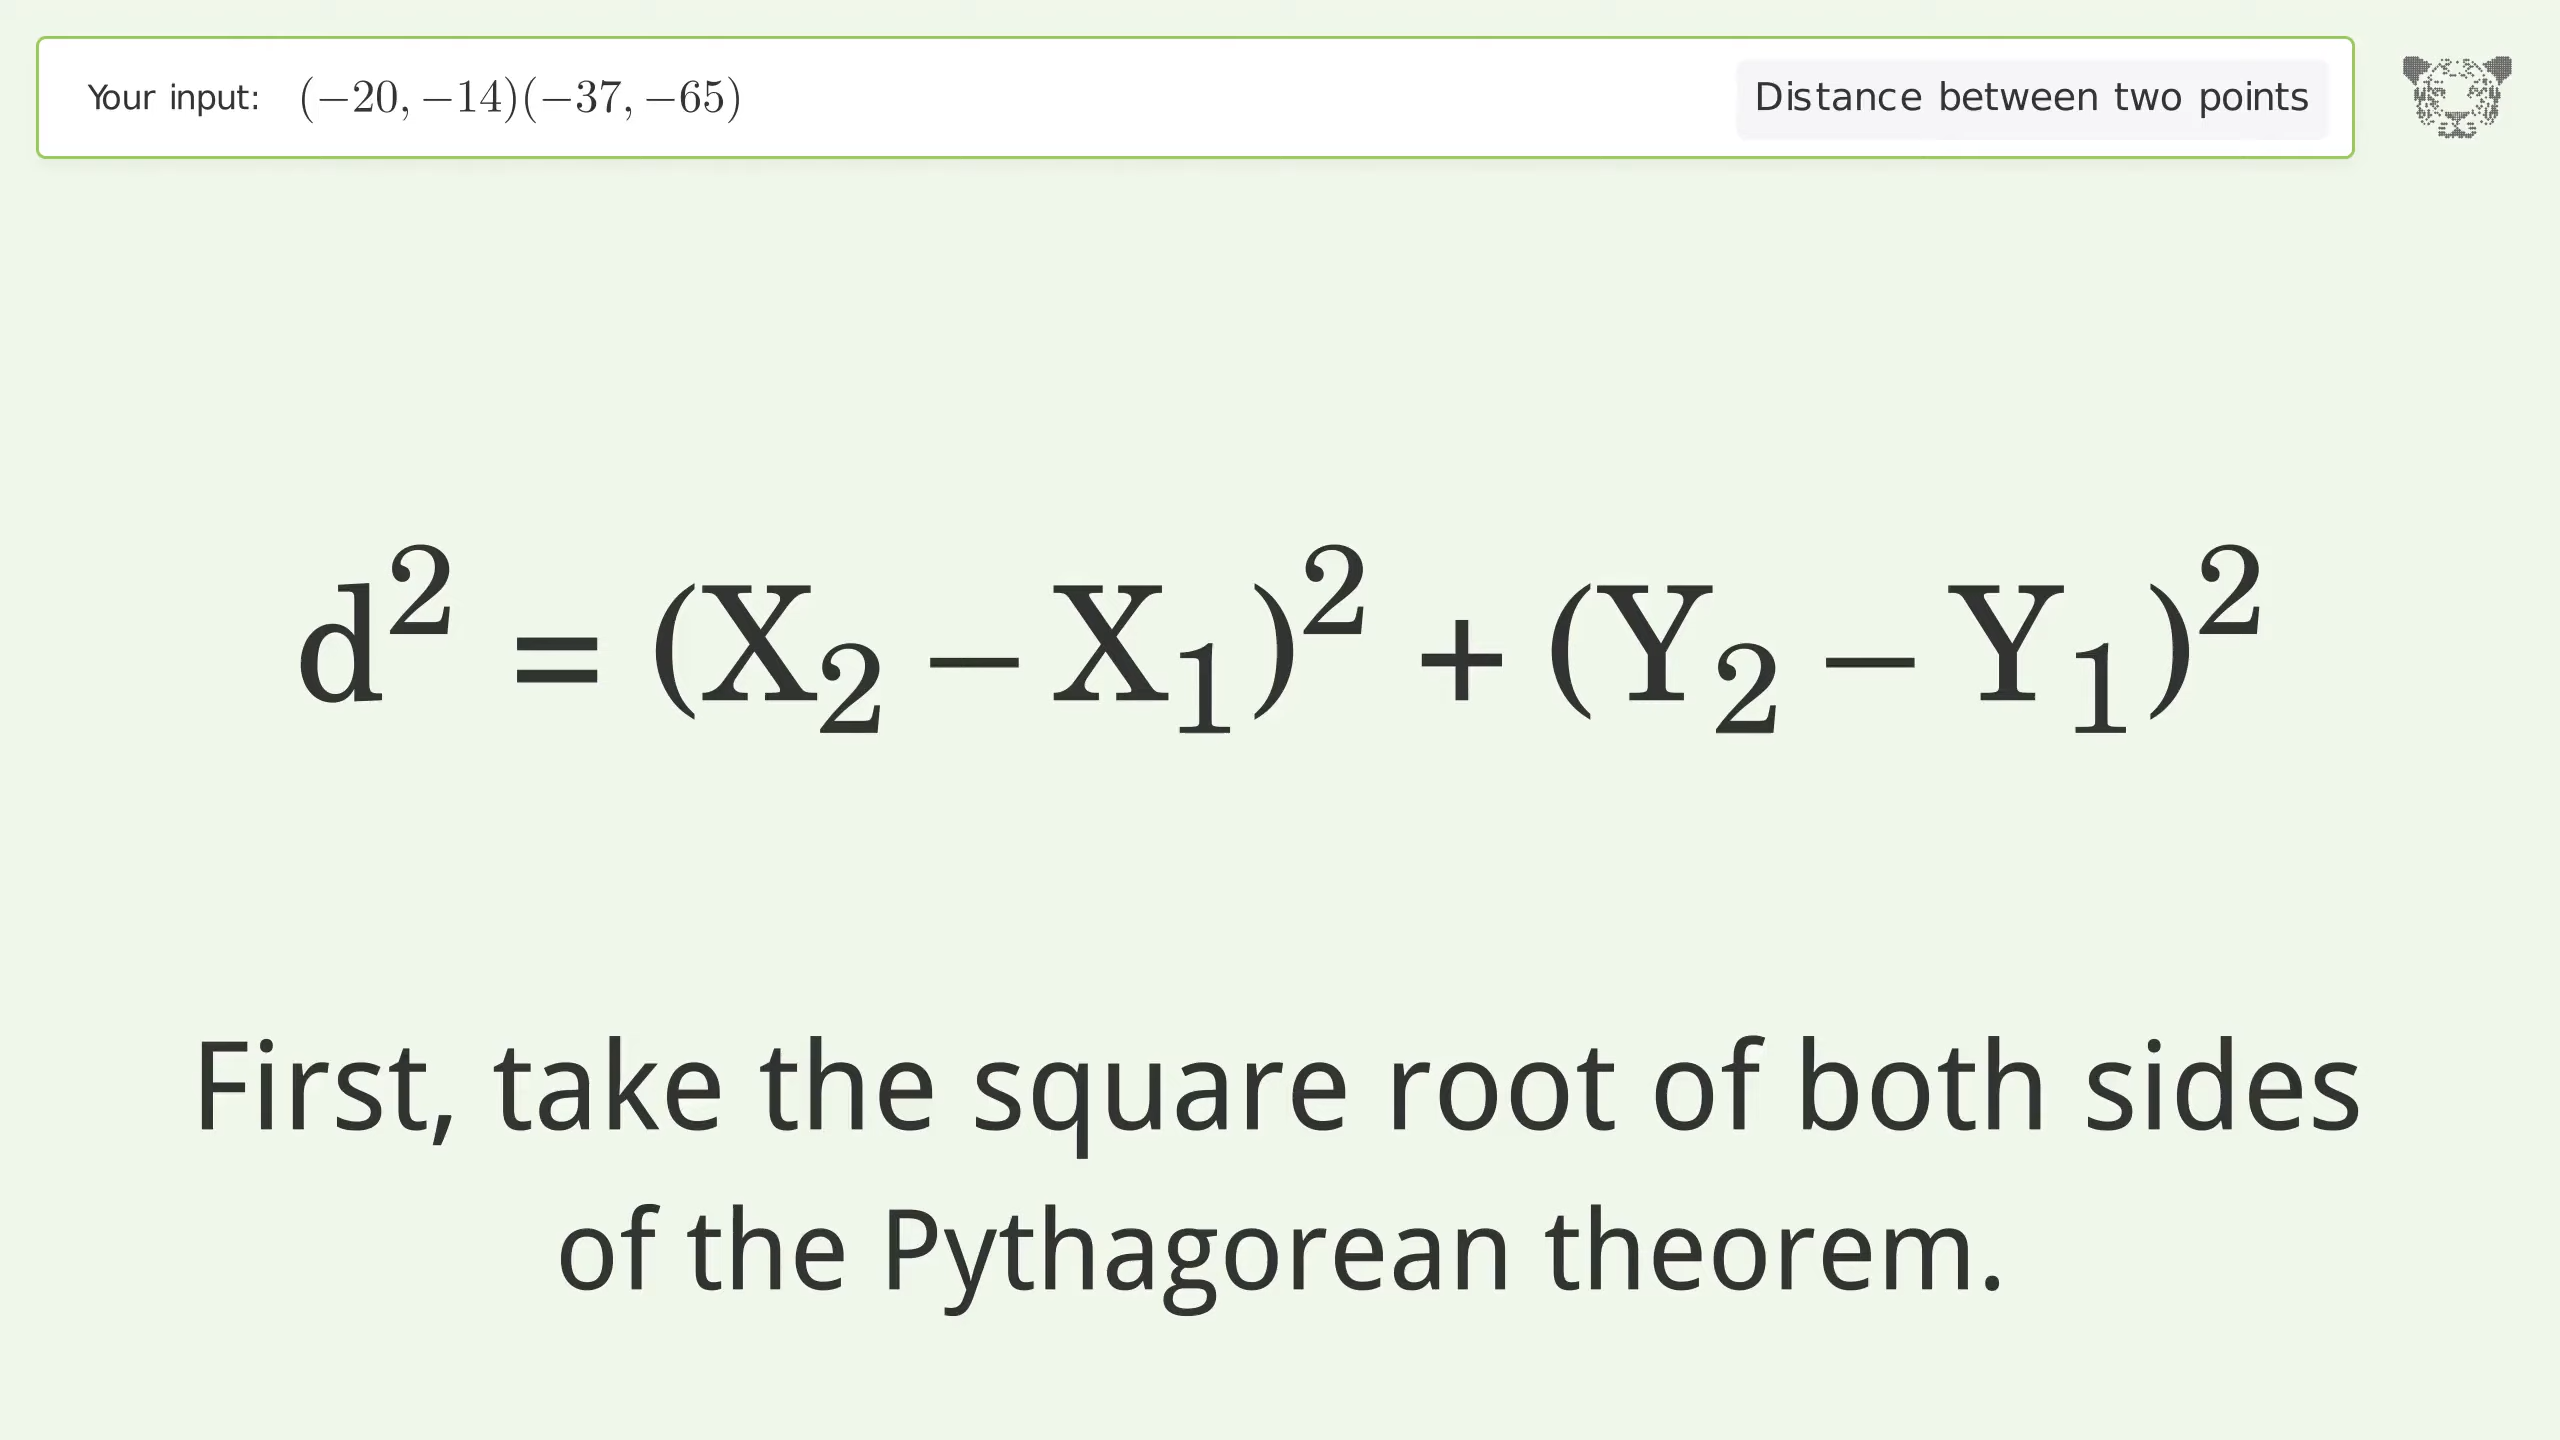 Your input: (−20, −14)(−37, −65) Distance between two points
d² = (X₂ − X₁)² + (Y₂ − Y₁)²
First, take the square root of both sides
of the Pythagorean theorem.